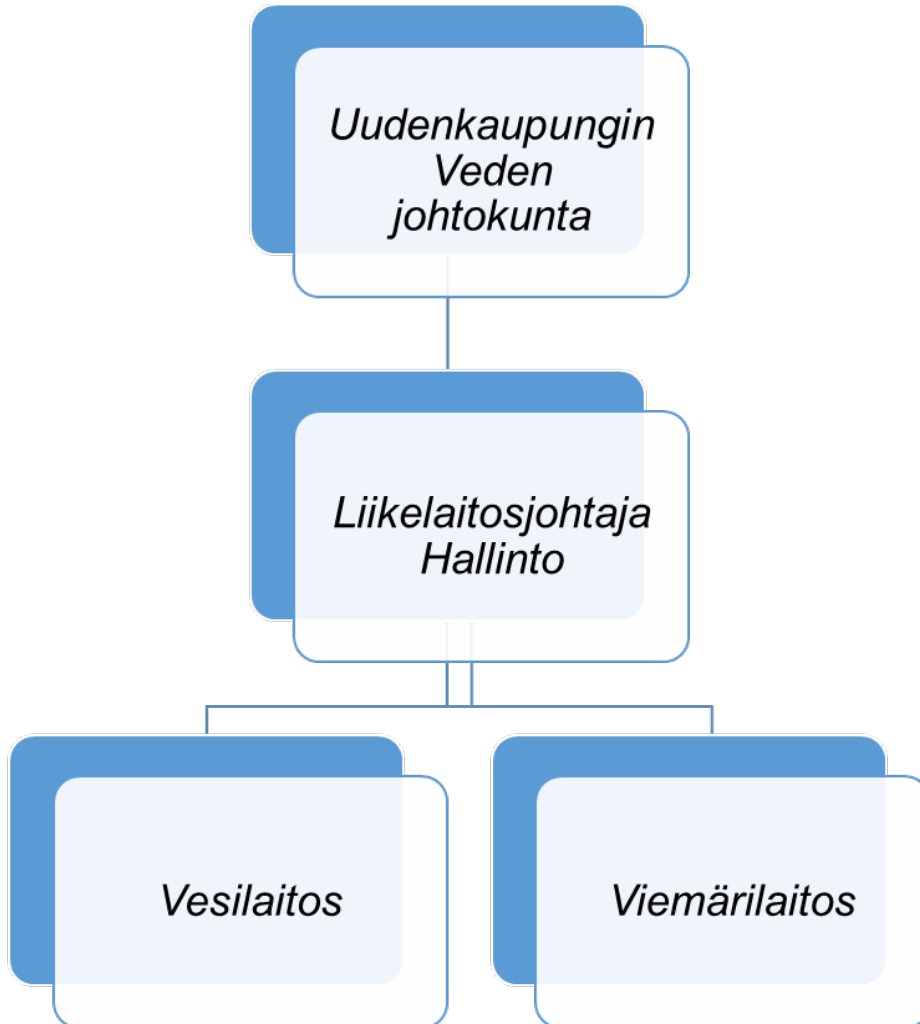 Uudenkaupungin
Veden
johtokunta
Liikelaitosjohtaja
Hallinto
Vesilaitos
Viemärilaitos